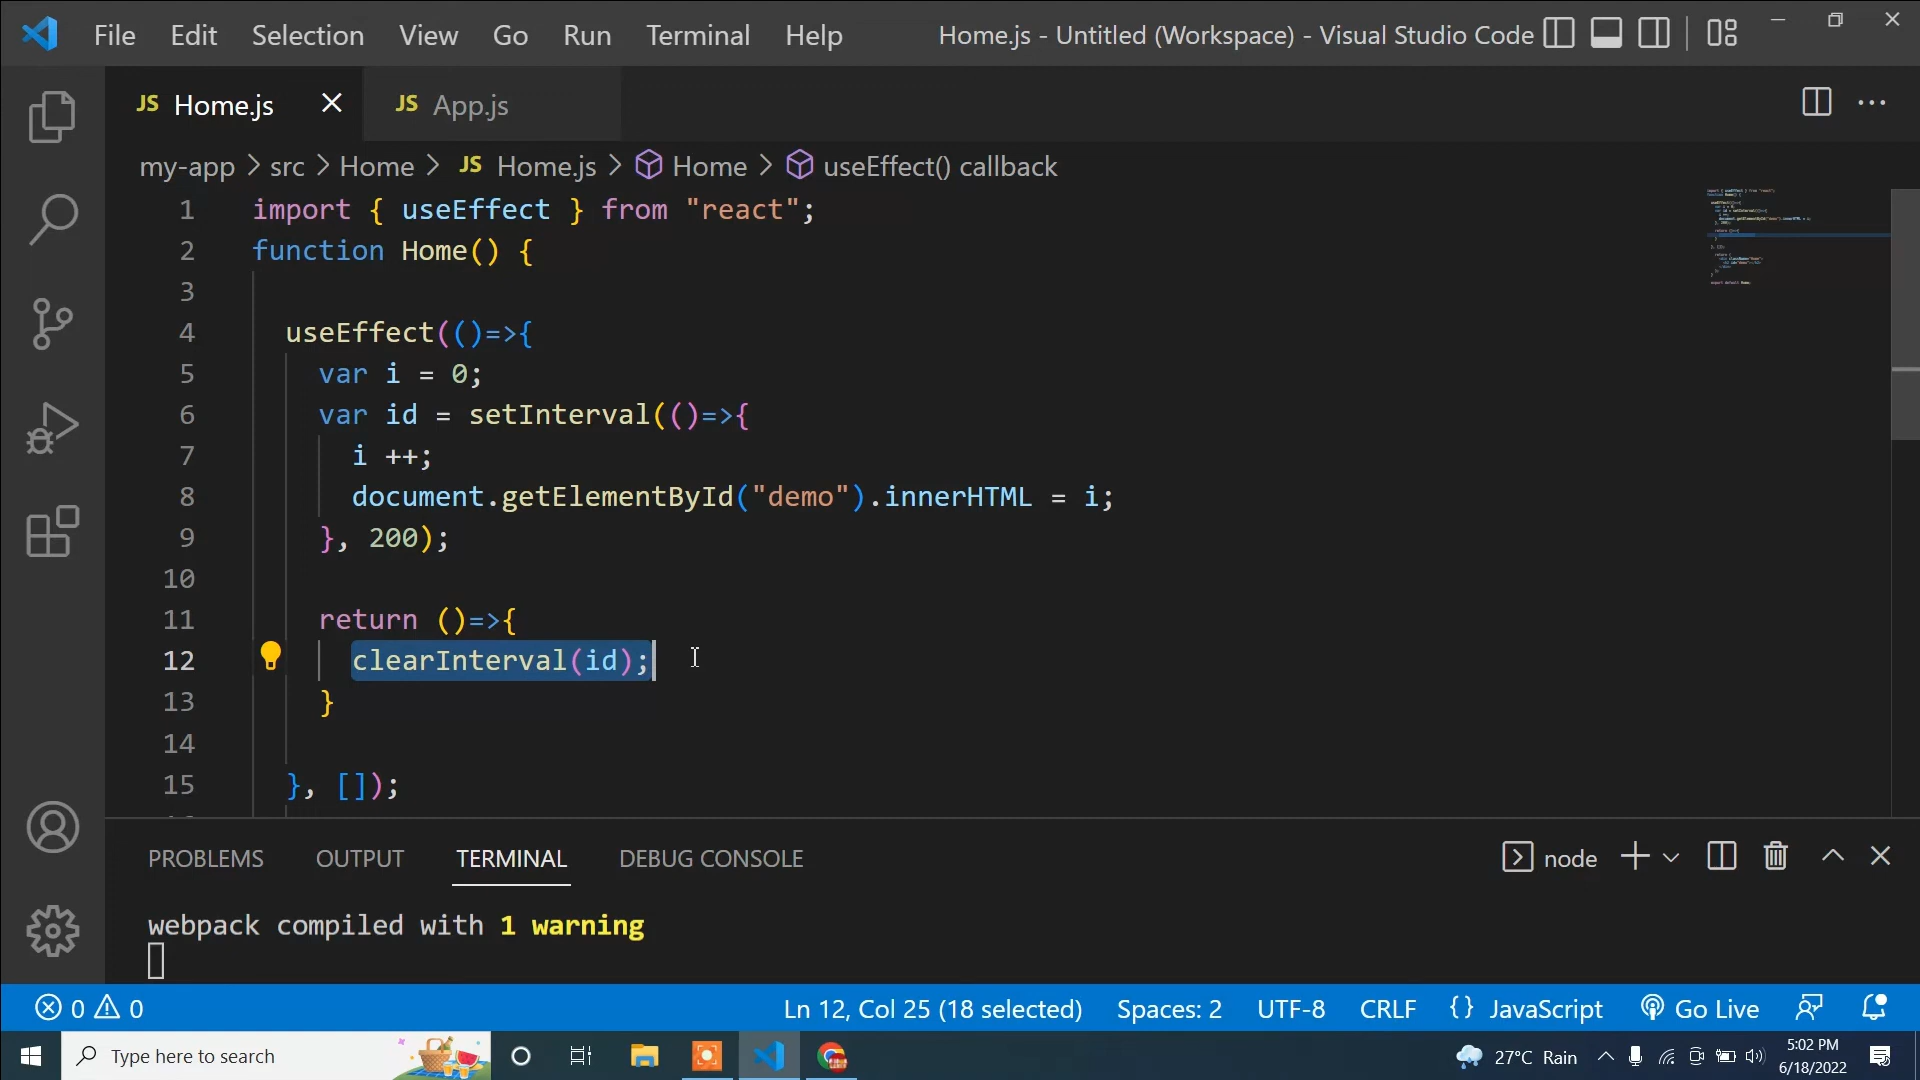 File Edit Selection View Go Run Terminal Help Home.js - Untitled (Workspace) - Visual Studio Code
JS Home.js JS App.js
my-app > src > Home > JS Home.js > Home > useEffect() callback
1 import { useEffect } from "react";
2 function Home() {
3
4 useEffect(()=>{
5 var i = 0;
6 var id = setInterval(()=>{
7 i ++;
8 document.getElementById("demo").innerHTML = i;
9 }, 200);
10
11 return ()=>{
12 clearInterval(id);
13 }
14
15 }, []);
PROBLEMS OUTPUT TERMINAL DEBUG CONSOLE node
webpack compiled with 1 warning
0 0 Ln 12, Col 25 (18 selected) Spaces: 2 UTF-8 CRLF {} JavaScript Go Live
Type here to search 27°C Rain 5:02 PM
6/18/2022